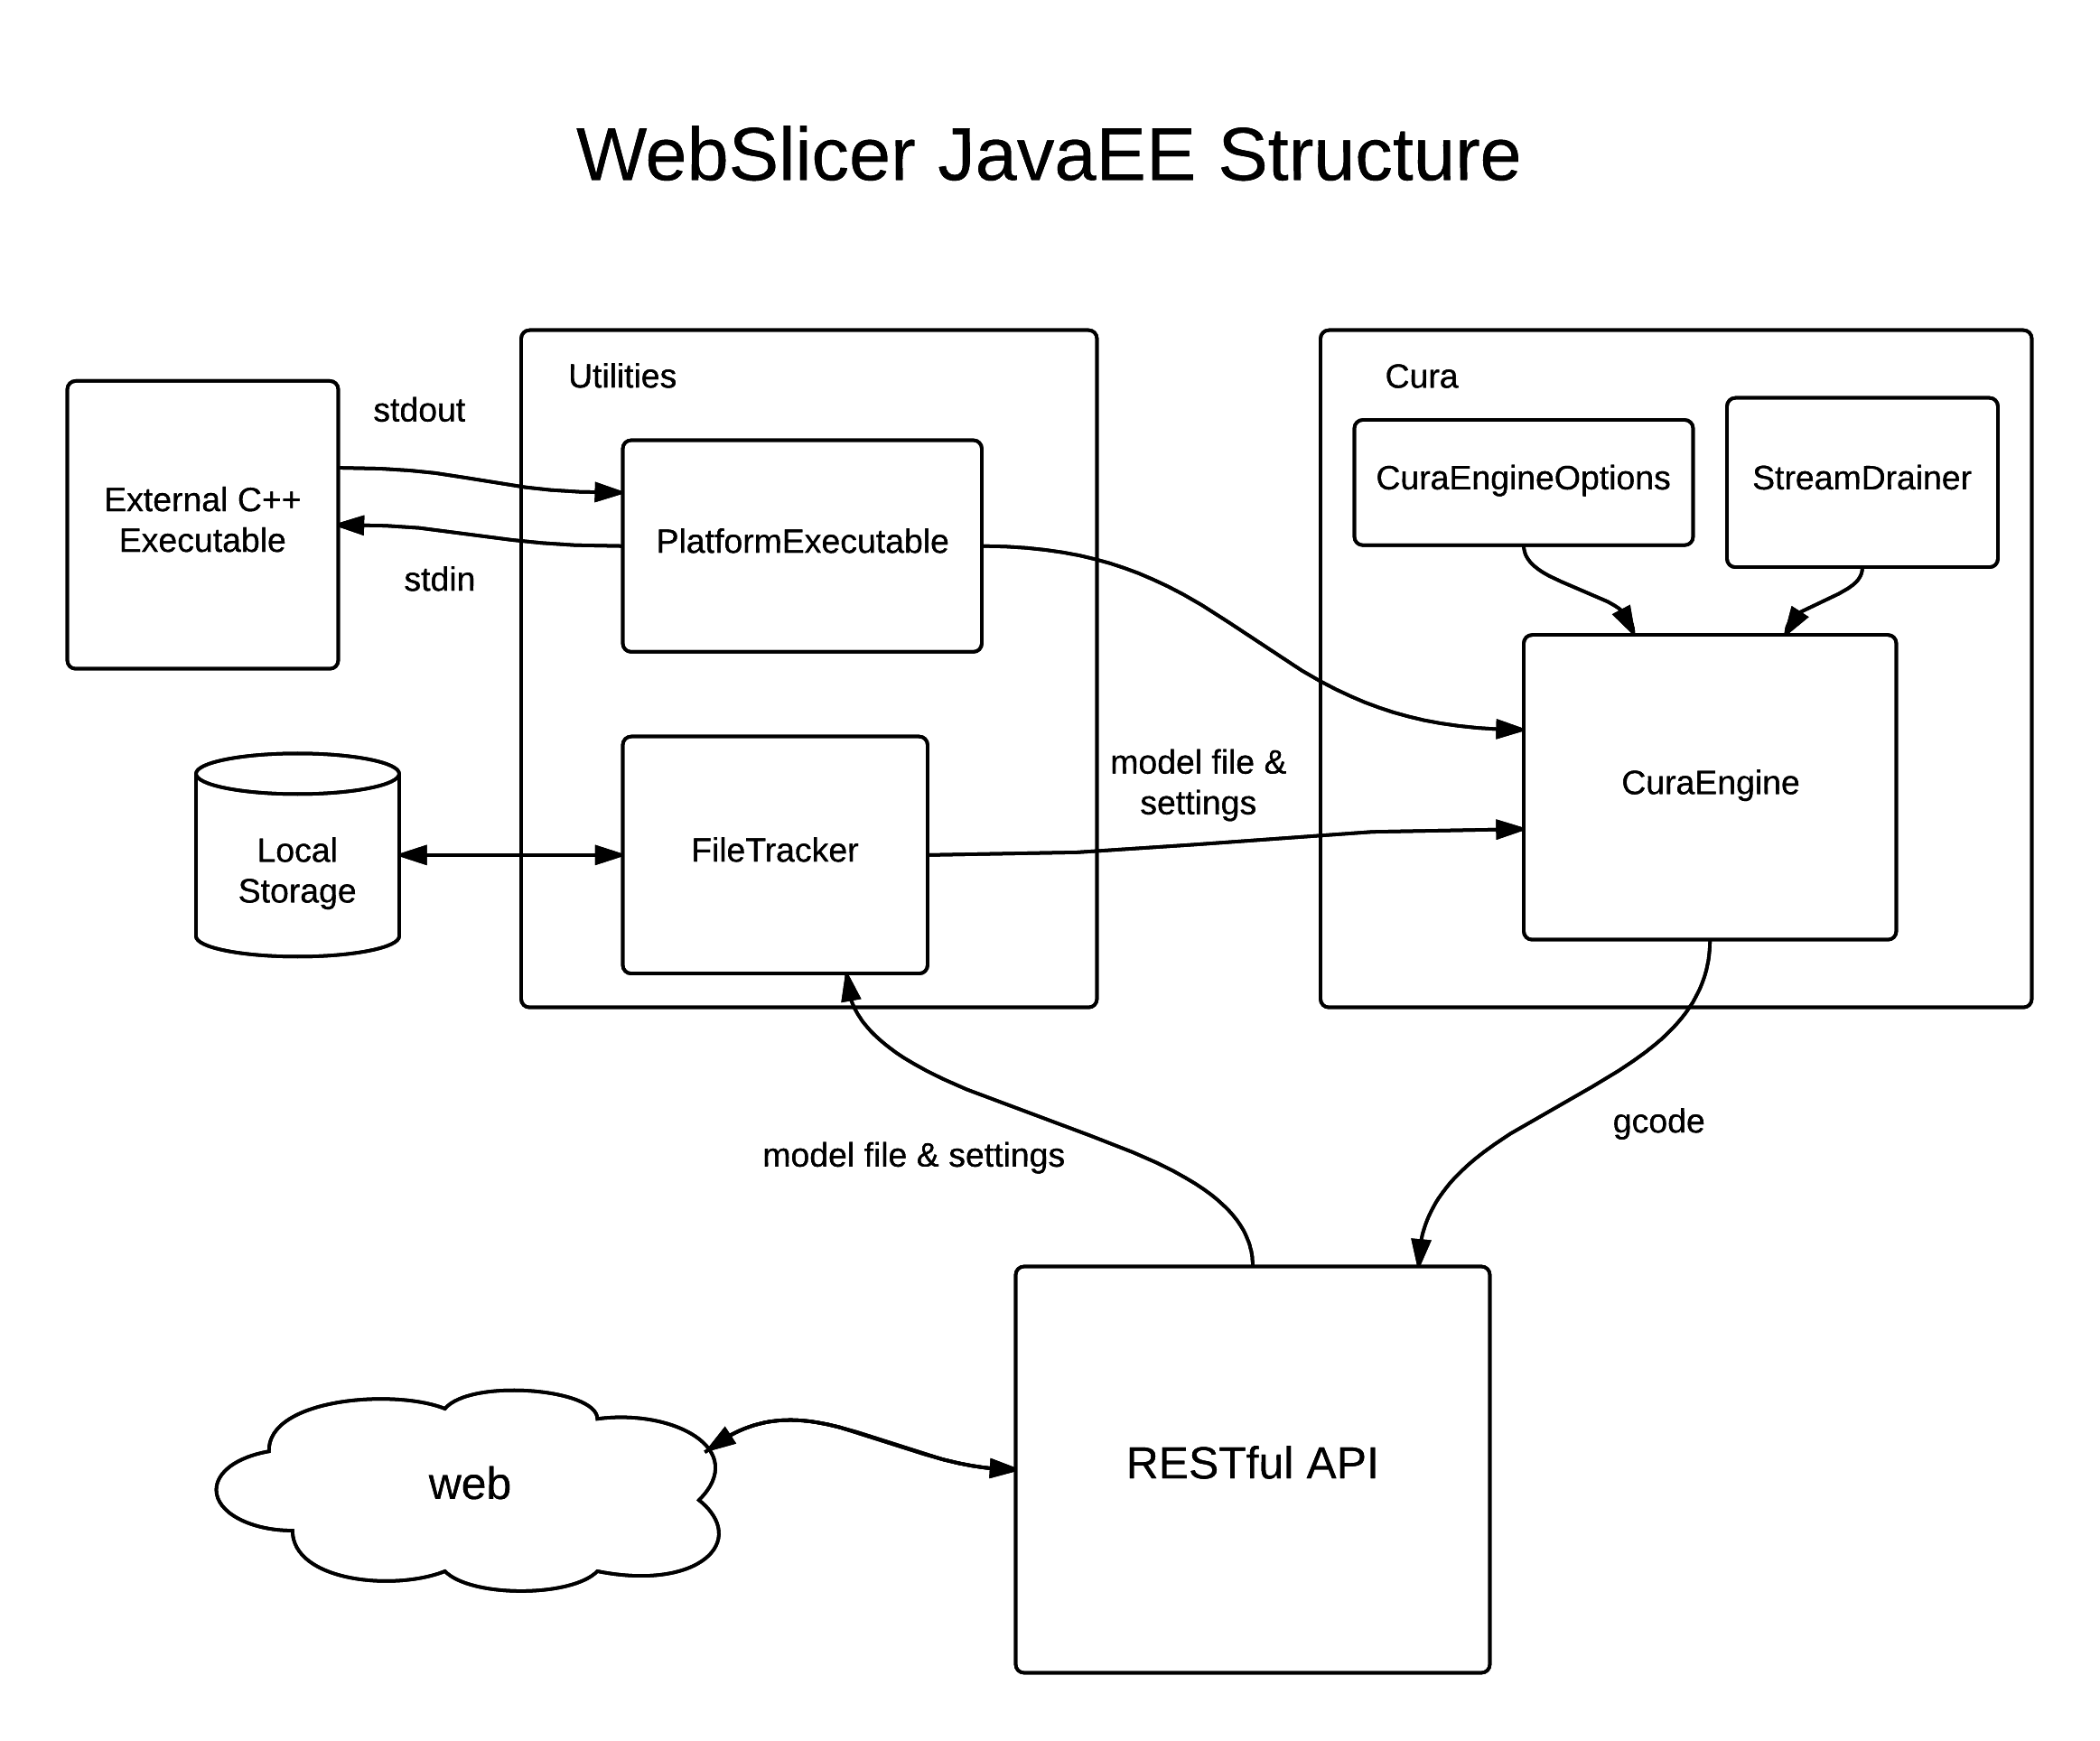 WebSlicer JavaEE Structure
Utilities
Cura
stdout
External C++
Executable
stdin
PlatformExecutable
CuraEngineOptions
StreamDrainer
model file &
settings
CuraEngine
Local
Storage
FileTracker
model file & settings
gcode
web
RESTful API